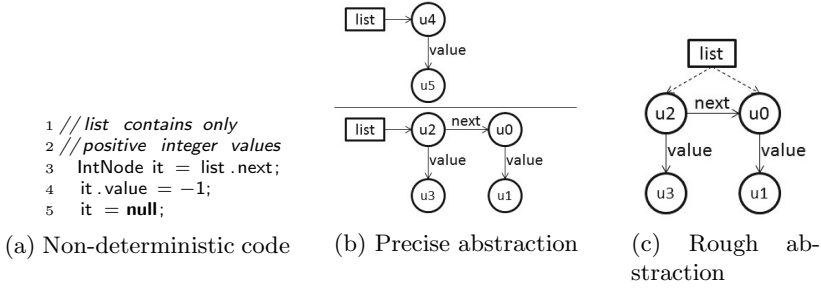 list
u4
value
u5
list
u2
next
u0
value
value
u3
u1
list
u2
next
u0
value
value
u3
u1
1 // list contains only
2 // positive integer values
3 IntNode it = list.next;
4 it.value = −1;
5 it = null;
(a) Non-deterministic code
(b) Precise abstraction
(c) Rough ab-
straction